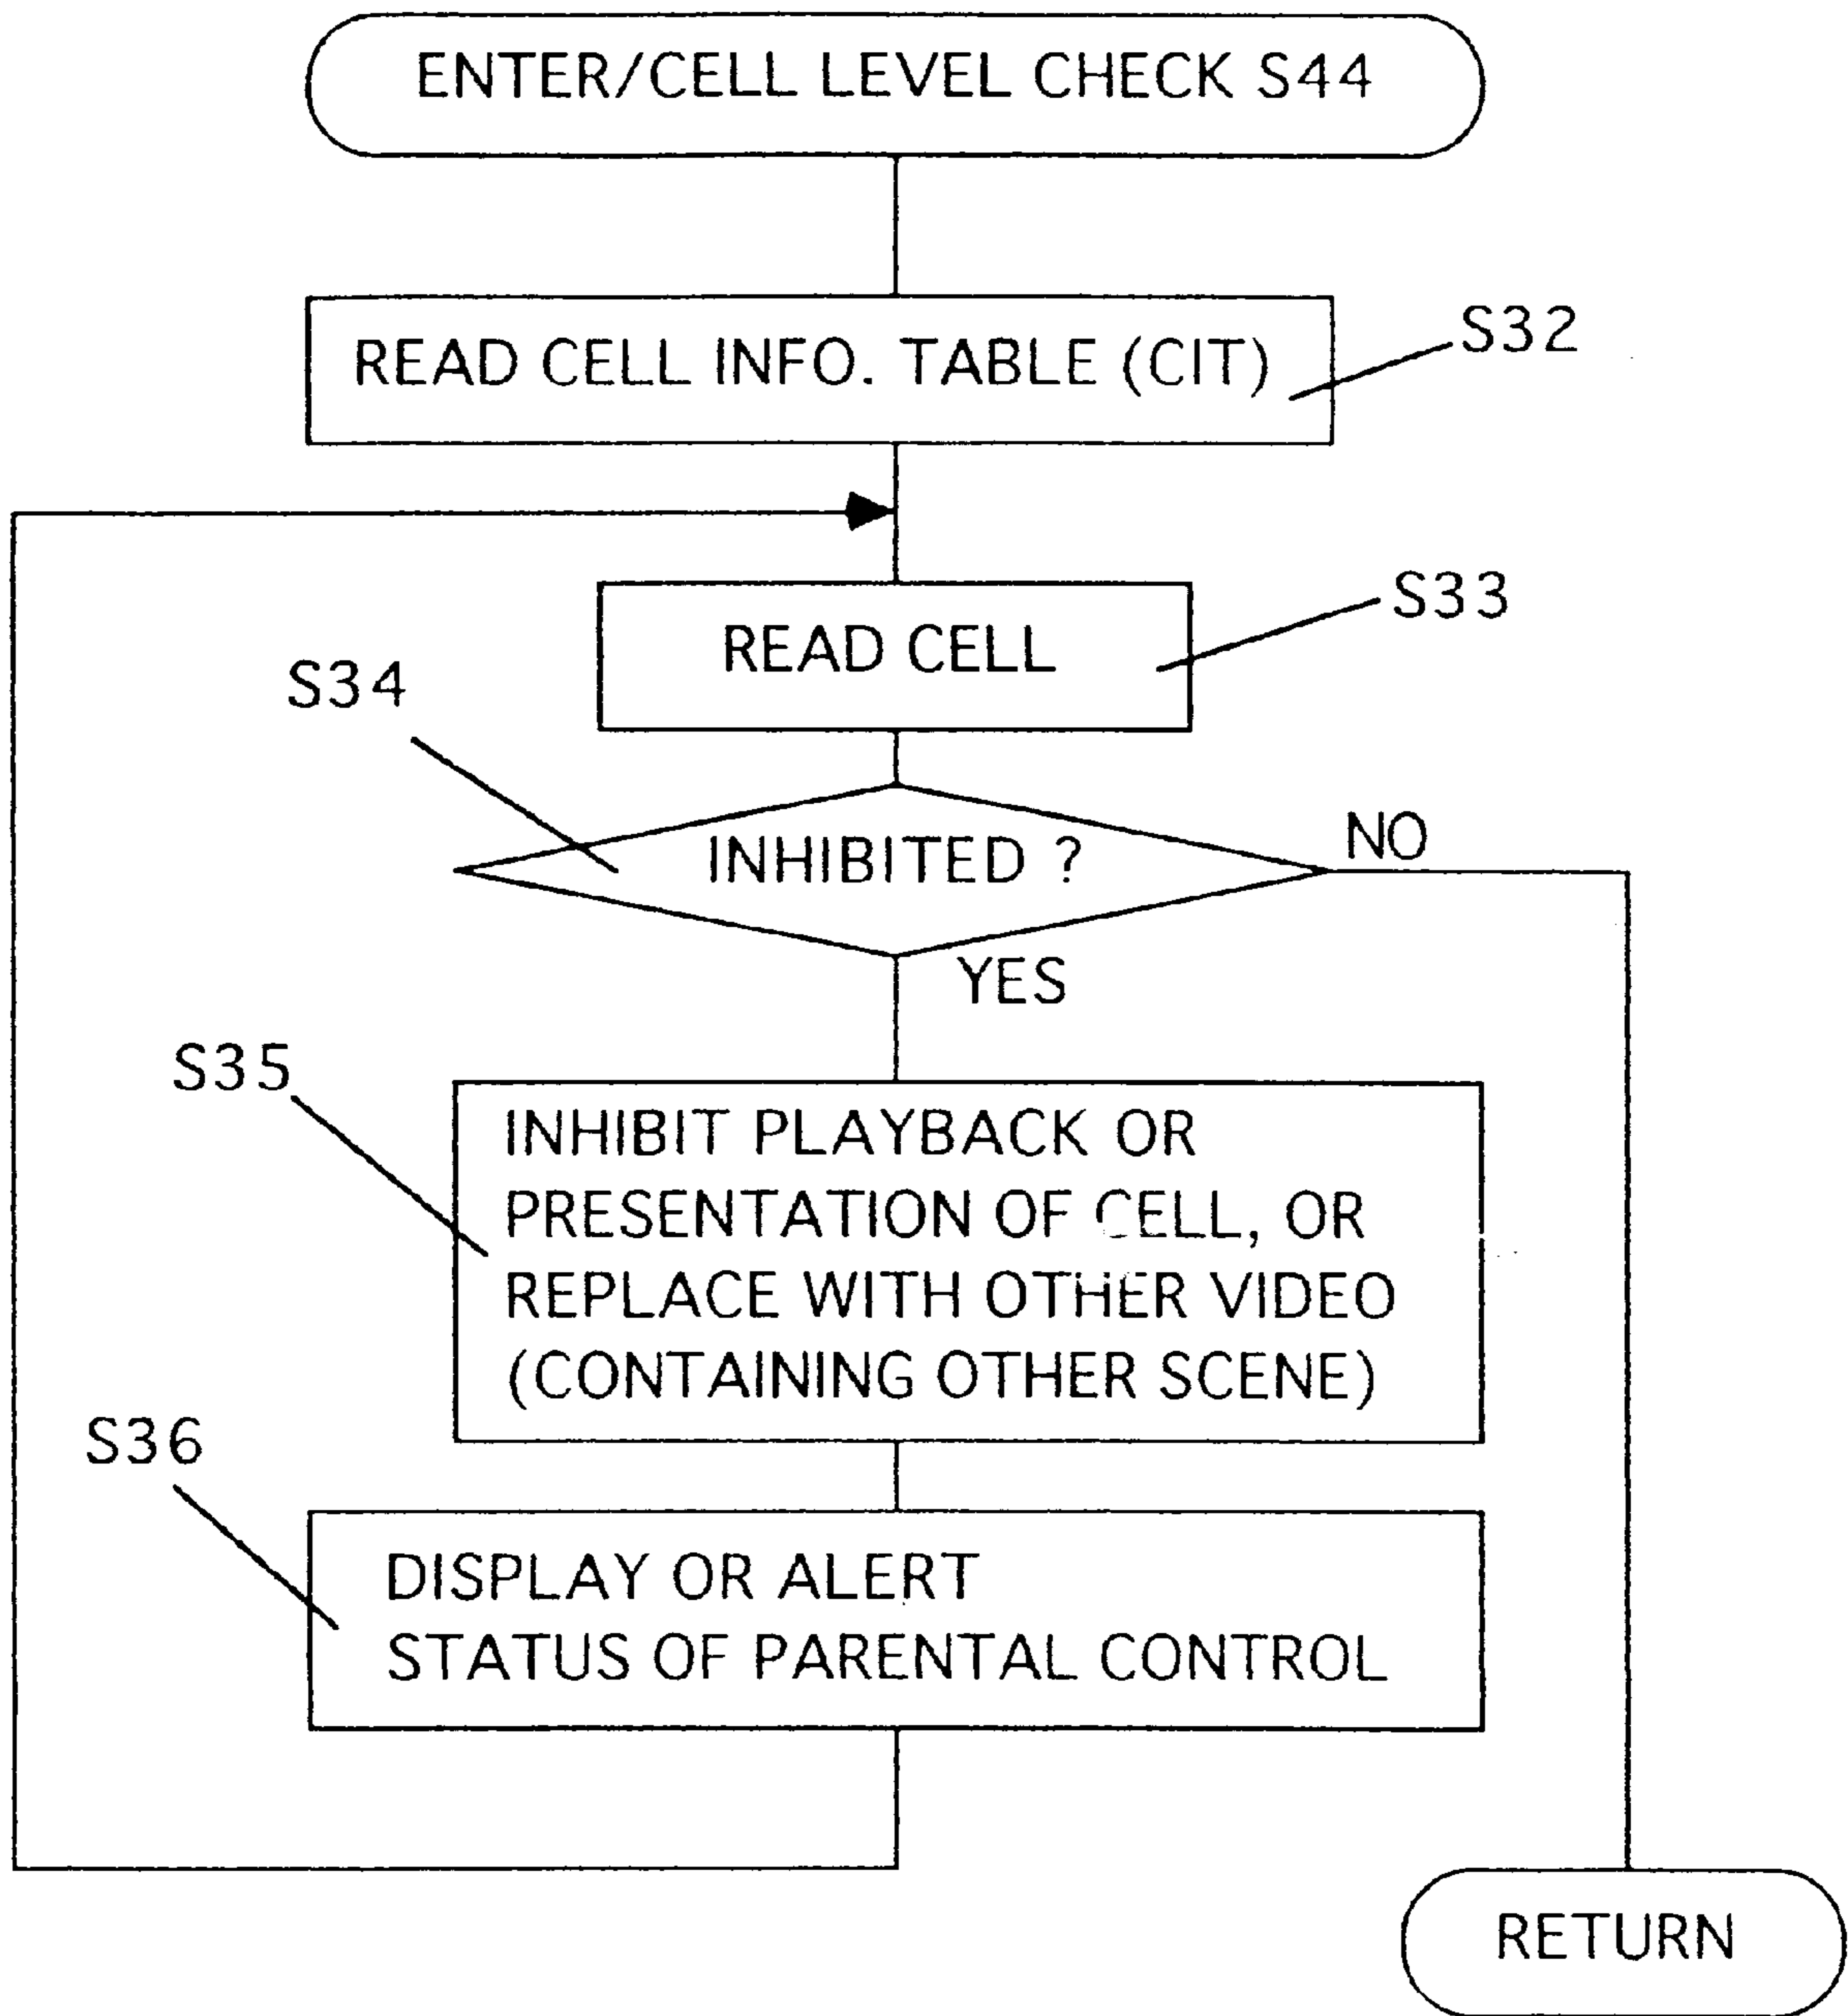 ENTER/CELL LEVEL CHECK S44
READ CELL INFO. TABLE (CIT)
S32
READ CELL
S33
S34
INHIBITED ?
NO
YES
S35
INHIBIT PLAYBACK OR
PRESENTATION OF CELL, OR
REPLACE WITH OTHER VIDEO
(CONTAINING OTHER SCENE)
S36
DISPLAY OR ALERT
STATUS OF PARENTAL CONTROL
RETURN